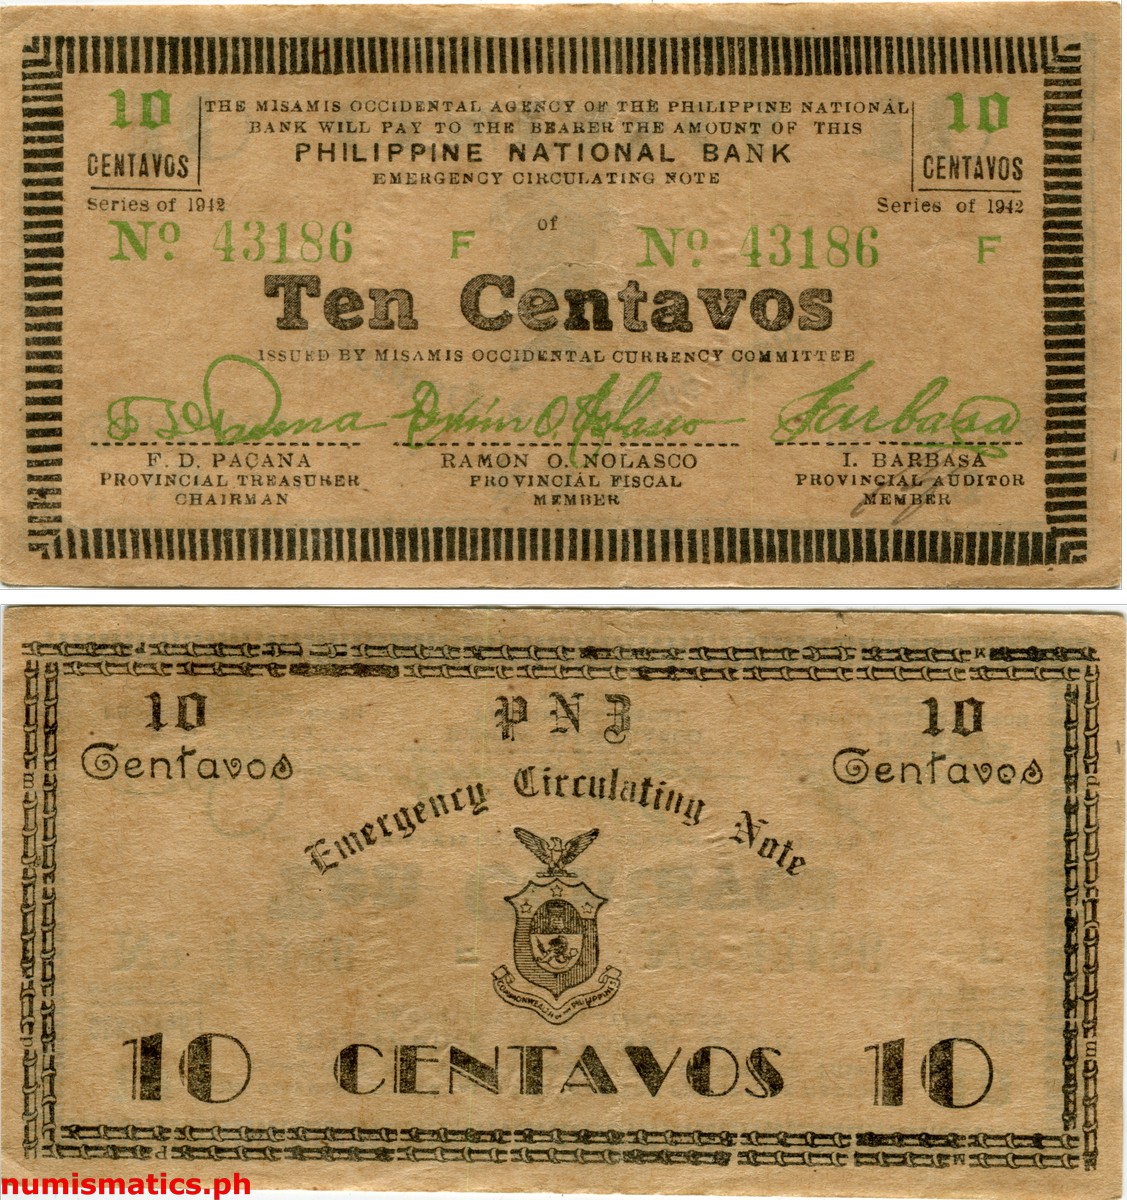 10
CENTAVOS
Series of 1942
THE MISAMIS OCCIDENTAL AGENCY OF THE PHILIPPINE NATIONAL
BANK WILL PAY TO THE BEARER THE AMOUNT OF THIS
PHILIPPINE NATIONAL BANK
EMERGENCY CIRCULATING NOTE
of
10
CENTAVOS
Series of 1942
Nº 43186 F Nº 43186 F
Ten Centavos
ISSUED BY MISAMIS OCCIDENTAL CURRENCY COMMITTEE
F. D. PACANA
PROVINCIAL TREASURER
CHAIRMAN
RAMON O. NOLASCO
PROVINCIAL FISCAL
MEMBER
I. BARBASA
PROVINCIAL AUDITOR
MEMBER
10
Centavos
PNB
10
Centavos
Emergency Circulating Note
COMMONWEALTH OF THE PHILIPPINES
10 CENTAVOS 10
numismatics.ph